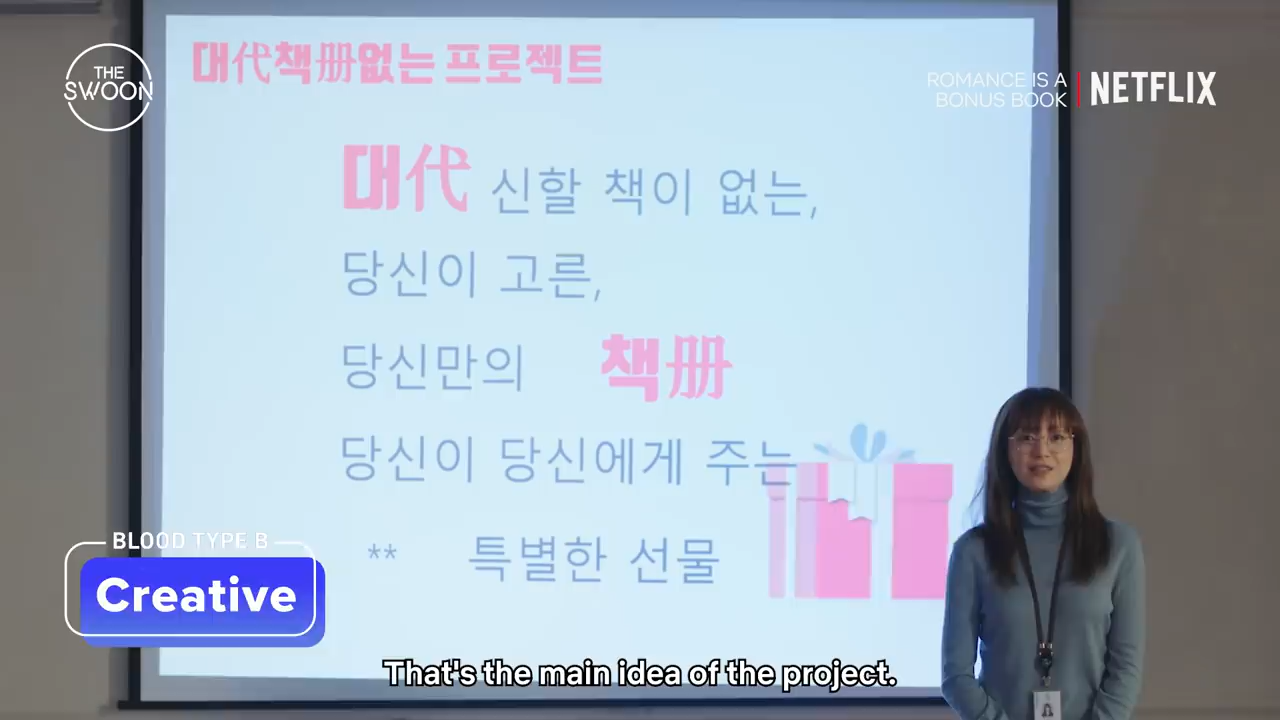 THE
SWOON
ROMANCE IS A
BONUS BOOK
NETFLIX
대代책册없는 프로젝트
대代 신할 책이 없는,
당신이 고른,
당신만의 책册
당신이 당신에게 주는
** 특별한 선물
BLOOD TYPE B
Creative
That's the main idea of the project.